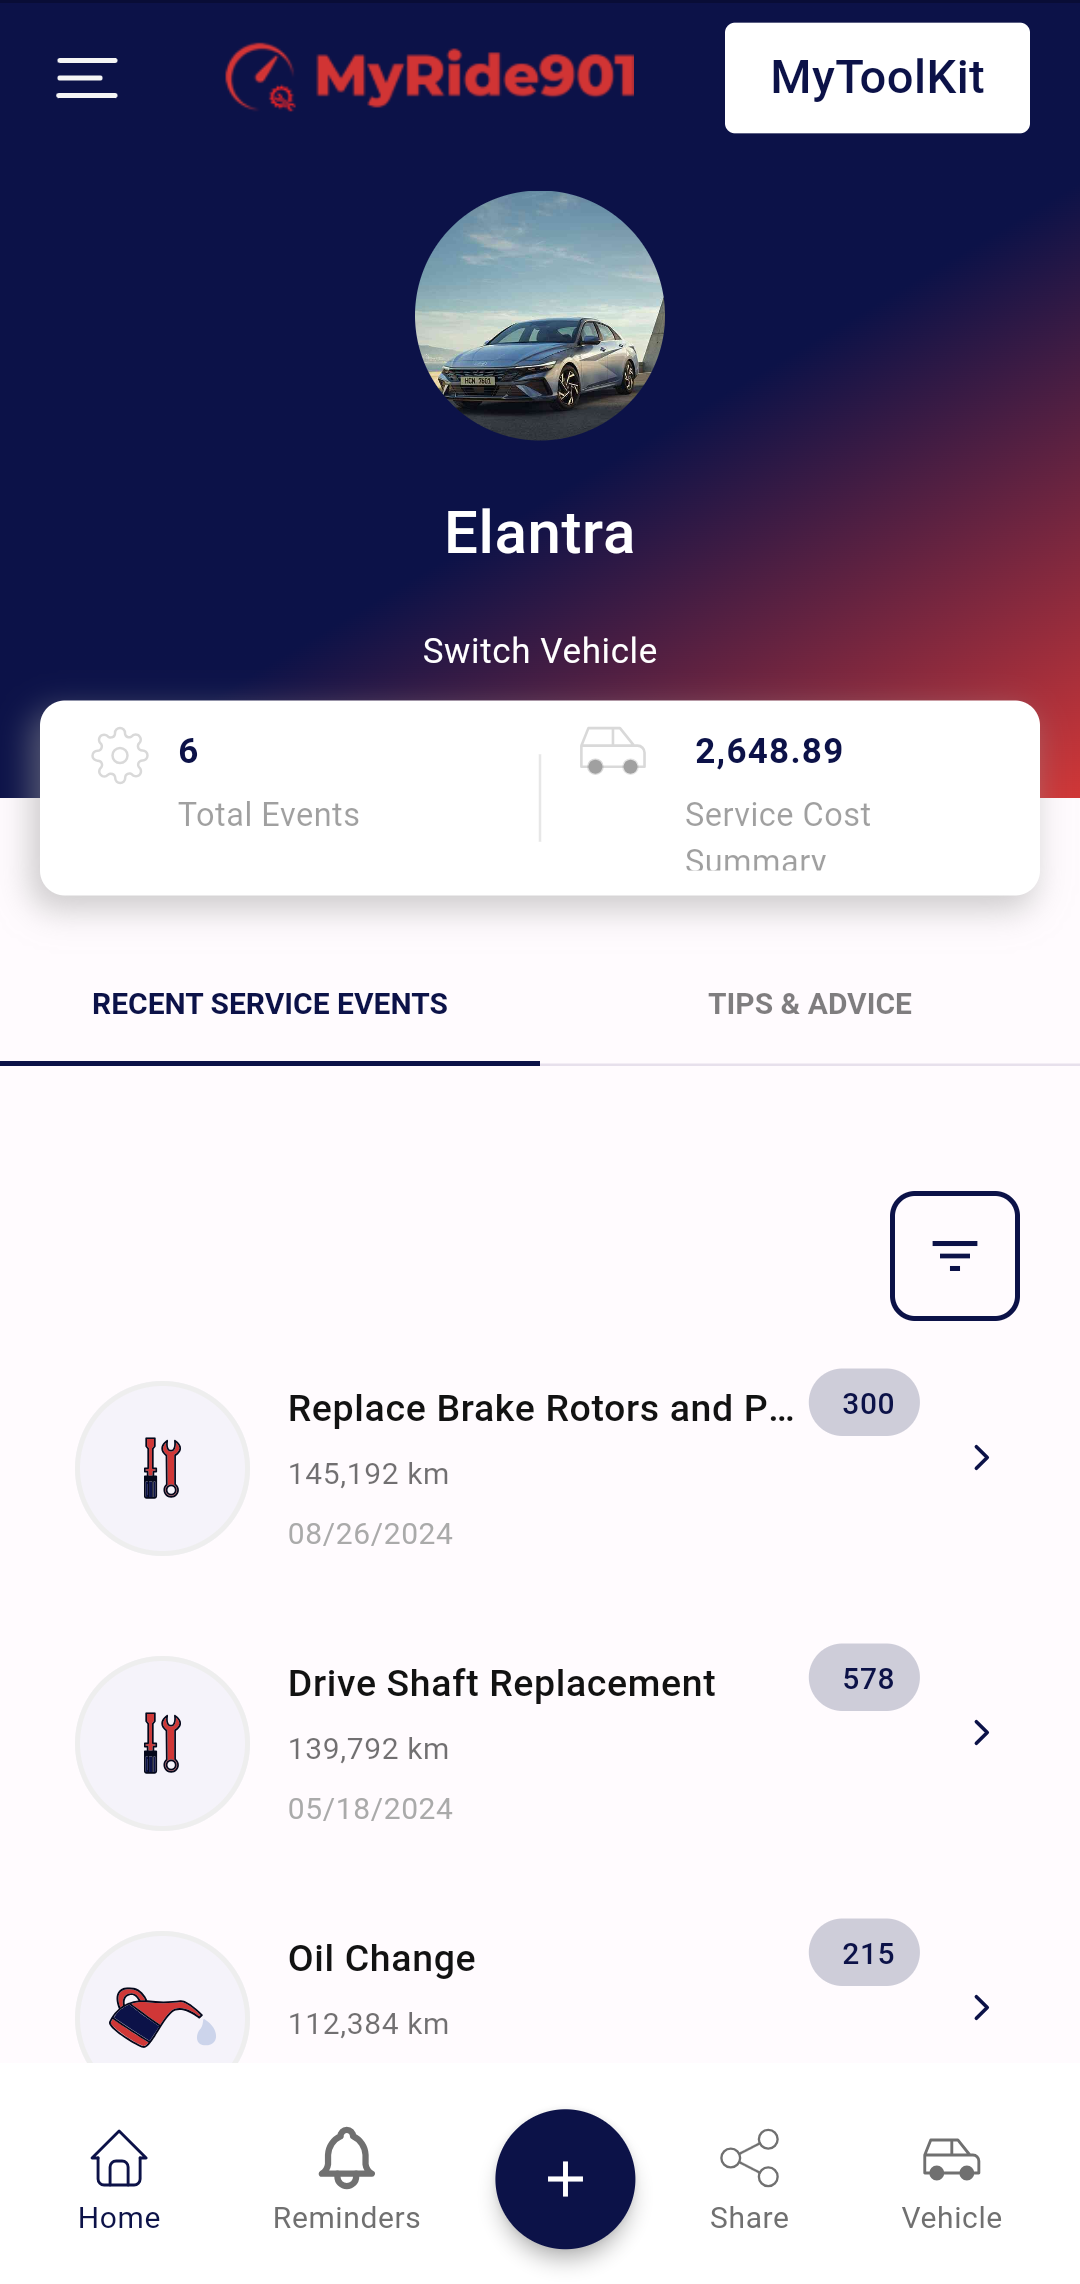 MyRide901
MyToolKit
HCN 7601
Elantra
Switch Vehicle
6
Total Events
2,648.89
Service Cost
Summary
RECENT SERVICE EVENTS
TIPS & ADVICE
Replace Brake Rotors and P...
300
145,192 km
08/26/2024
Drive Shaft Replacement
578
139,792 km
05/18/2024
Oil Change
215
112,384 km
Home
Reminders
Share
Vehicle